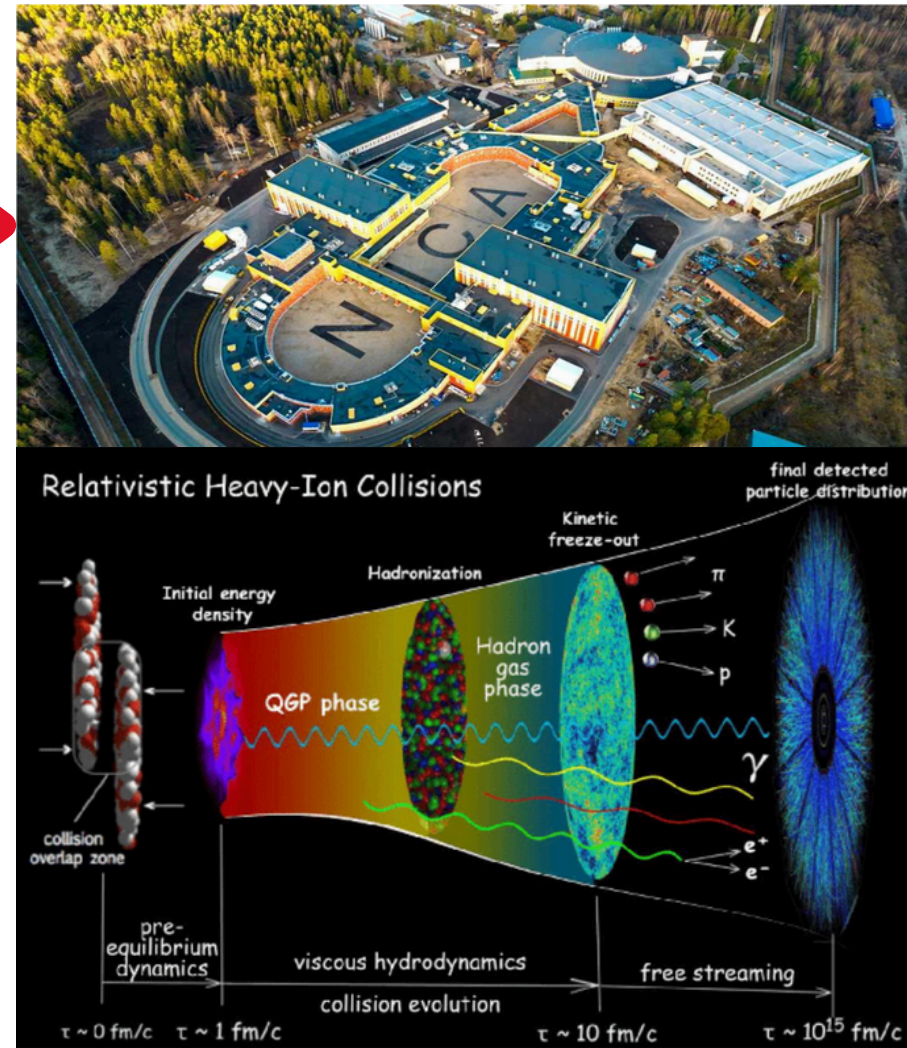 NICA
Relativistic Heavy-Ion Collisions
final detected
particle distribution
Kinetic
freeze-out
Hadronization
Initial energy
density
π
K
p
Hadron
gas
phase
QGP phase
γ
e⁺
e⁻
collision
overlap zone
pre-
equilibrium
dynamics
viscous hydrodynamics
collision evolution
free streaming
τ ~ 0 fm/c
τ ~ 1 fm/c
τ ~ 10 fm/c
τ ~ 10¹⁵ fm/c